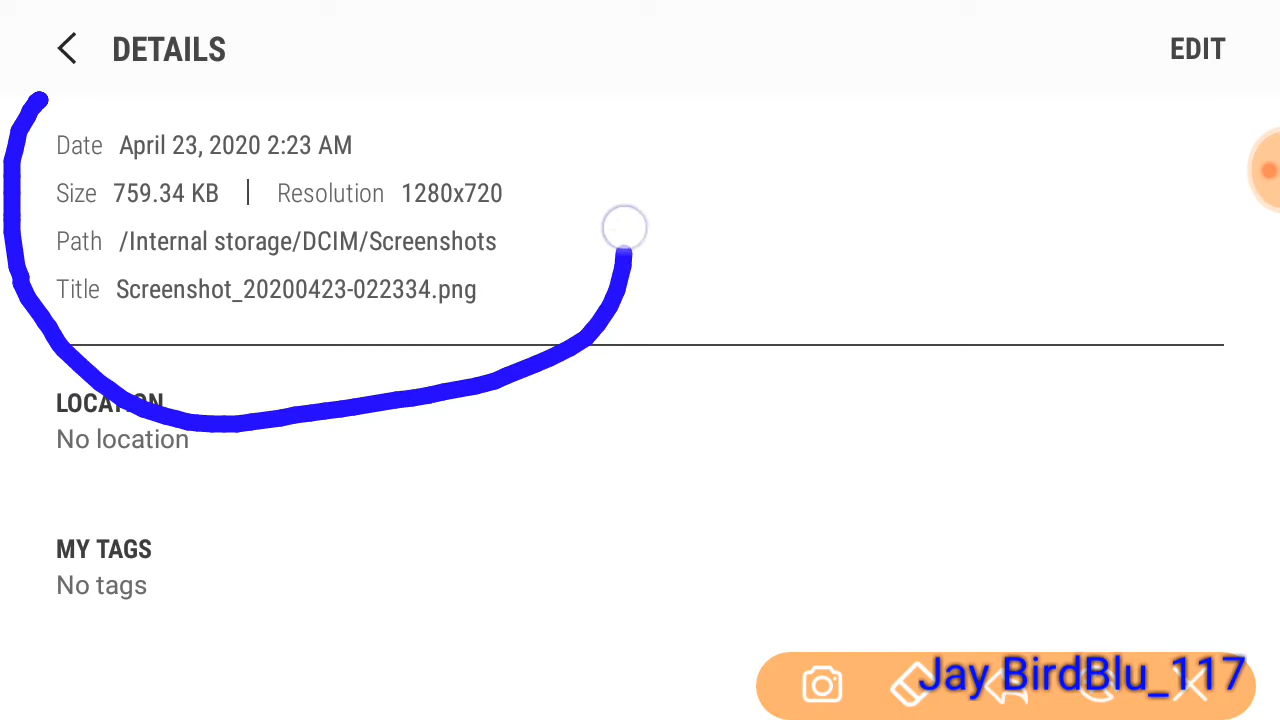 DETAILS
EDIT
Date April 23, 2020 2:23 AM
Size 759.34 KB | Resolution 1280x720
Path /Internal storage/DCIM/Screenshots
Title Screenshot_20200423-022334.png
LOCATION
No location
MY TAGS
No tags
Jay BirdBlu_117